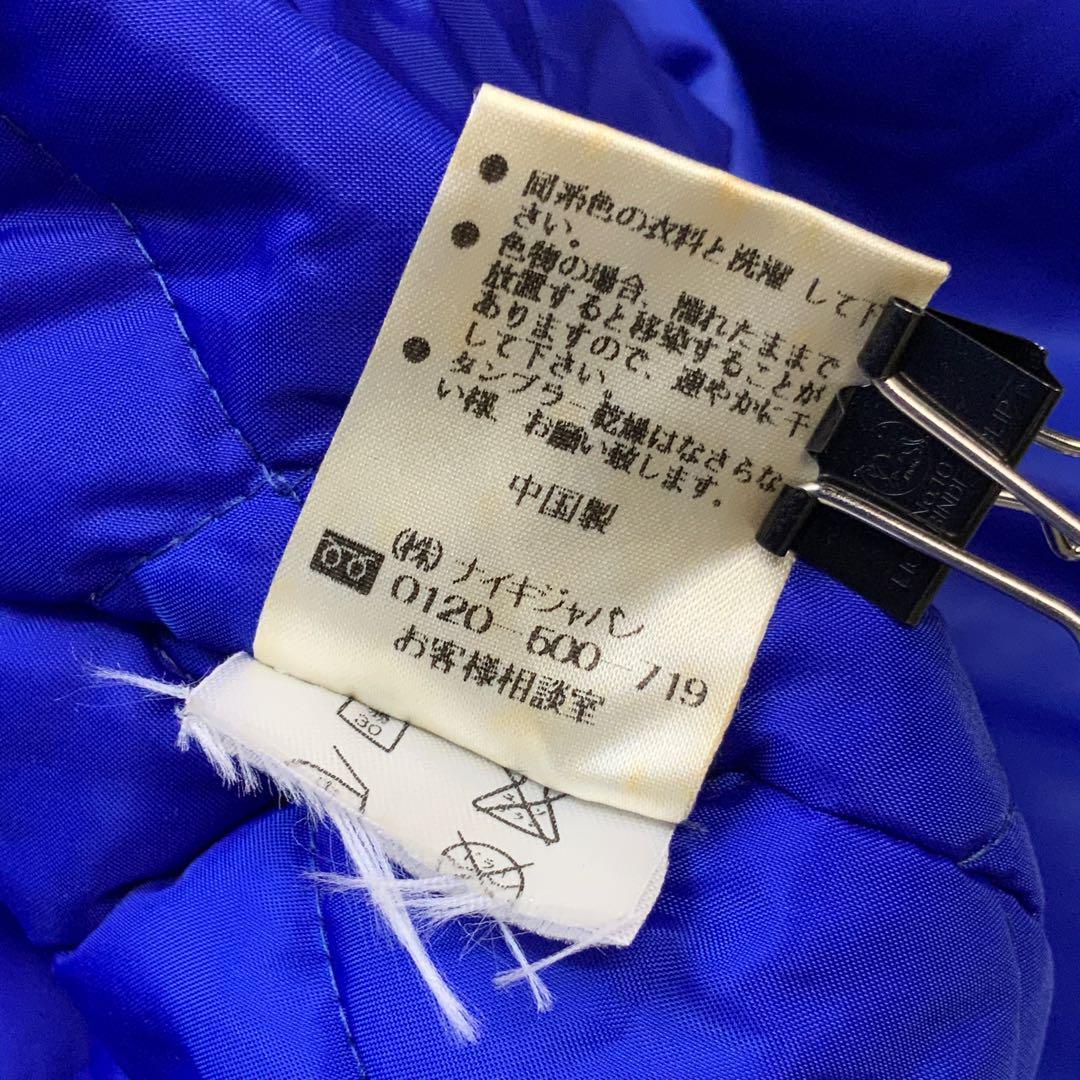 ●同系色の衣料と洗濯して下
さい。
●色物の場合、濡れたままで
放置すると移染することが
ありますので、速やかに干
して下さい。
●タンブラー乾燥はなさらな
い様、お願い致します。
中国製
(株)ナイキジャパン
0120-500-719
お客様相談室
30
NO.10